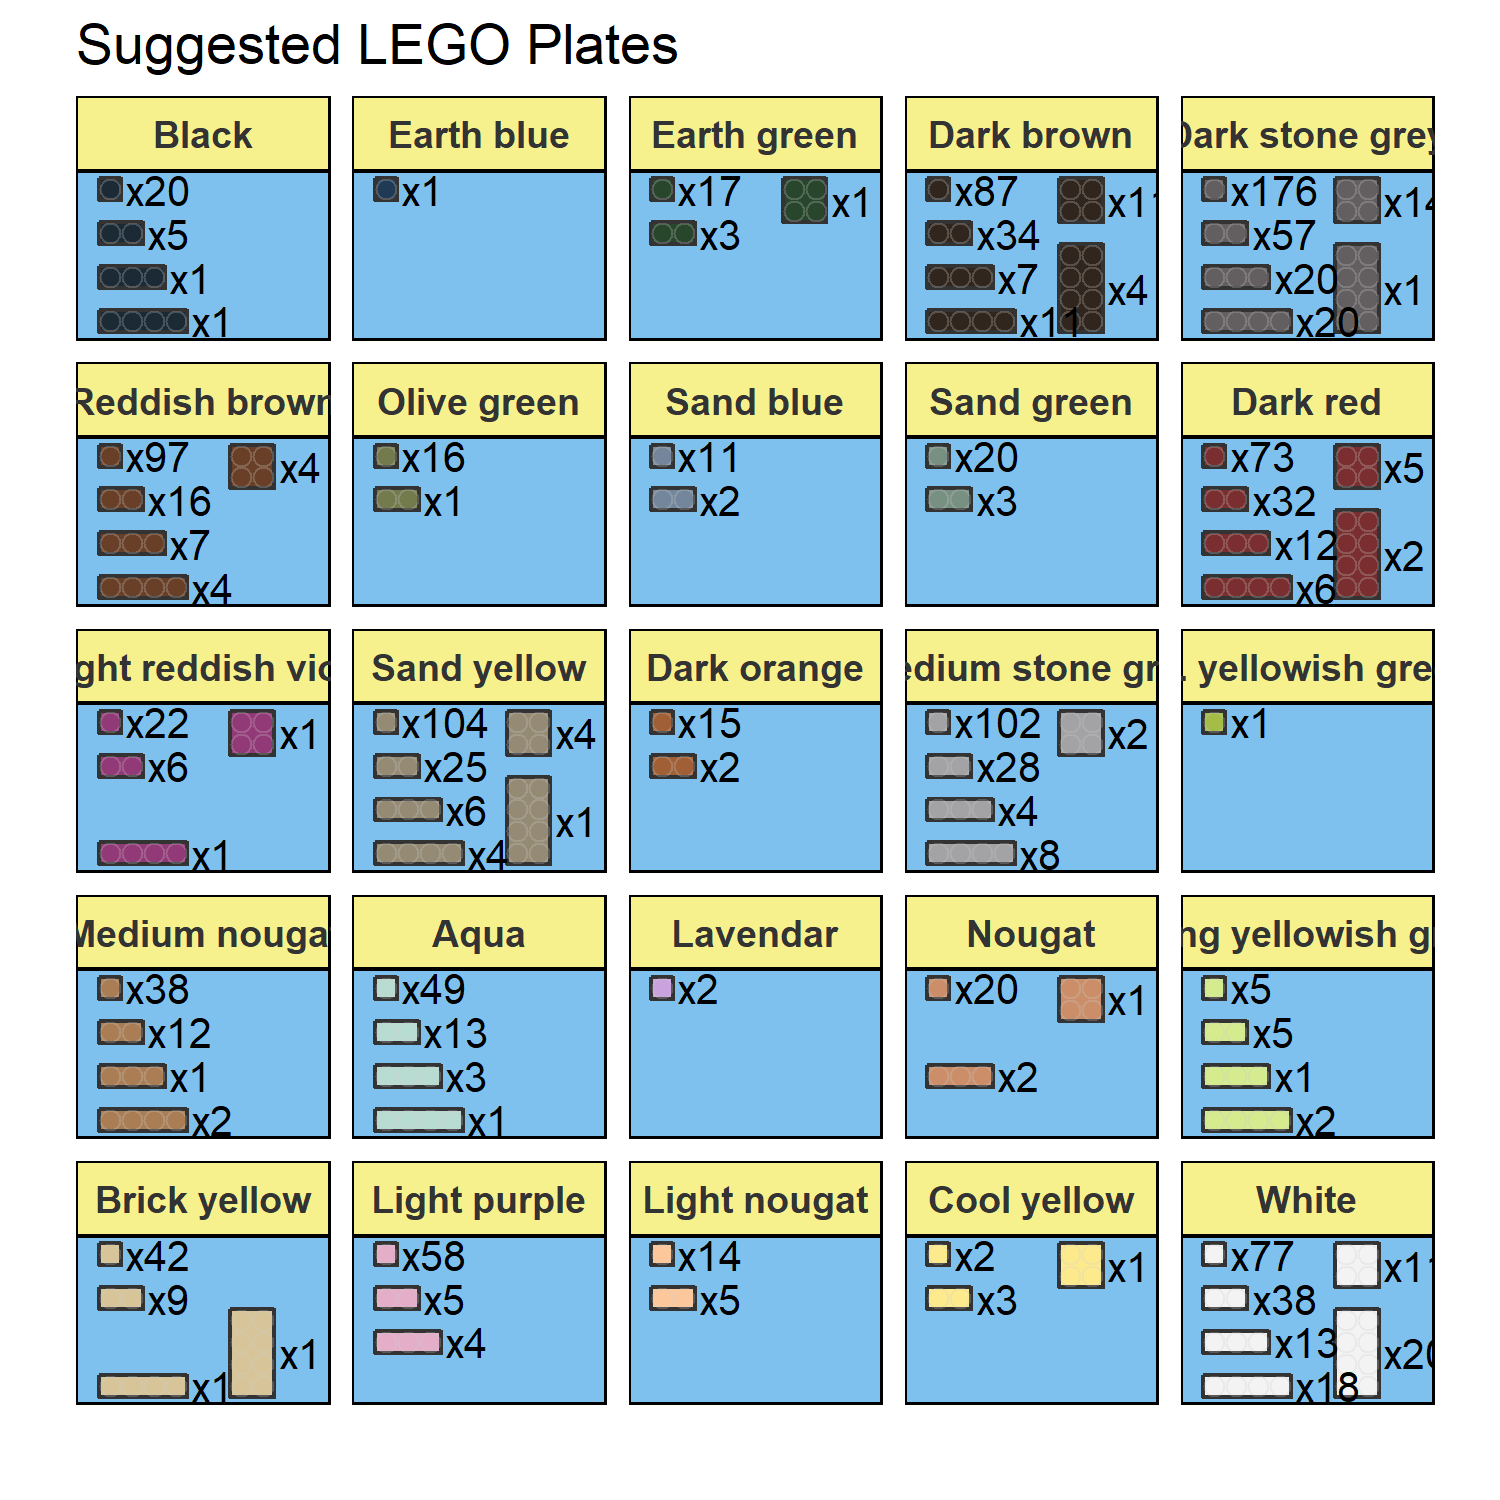 Suggested LEGO Plates
Black
x20
x5
x1
x1
Earth blue
x1
Earth green
x17
x3
x1
Dark brown
x87
x34
x7
x11
x11
x4
Dark stone grey
x176
x57
x20
x20
x14
x1
Reddish brown
x97
x16
x7
x4
x4
Olive green
x16
x1
Sand blue
x11
x2
Sand green
x20
x3
Dark red
x73
x32
x12
x6
x5
x2
ght reddish vio
x22
x6
x1
x1
Sand yellow
x104
x25
x6
x4
x4
x1
Dark orange
x15
x2
edium stone gr
x102
x28
x4
x8
x2
. yellowish gre
x1
Medium nougat
x38
x12
x1
x2
Aqua
x49
x13
x3
x1
Lavendar
x2
Nougat
x20
x2
x1
ng yellowish g
x5
x5
x1
x2
Brick yellow
x42
x9
x1
x1
Light purple
x58
x5
x4
Light nougat
x14
x5
Cool yellow
x2
x3
x1
White
x77
x38
x13
x18
x11
x20